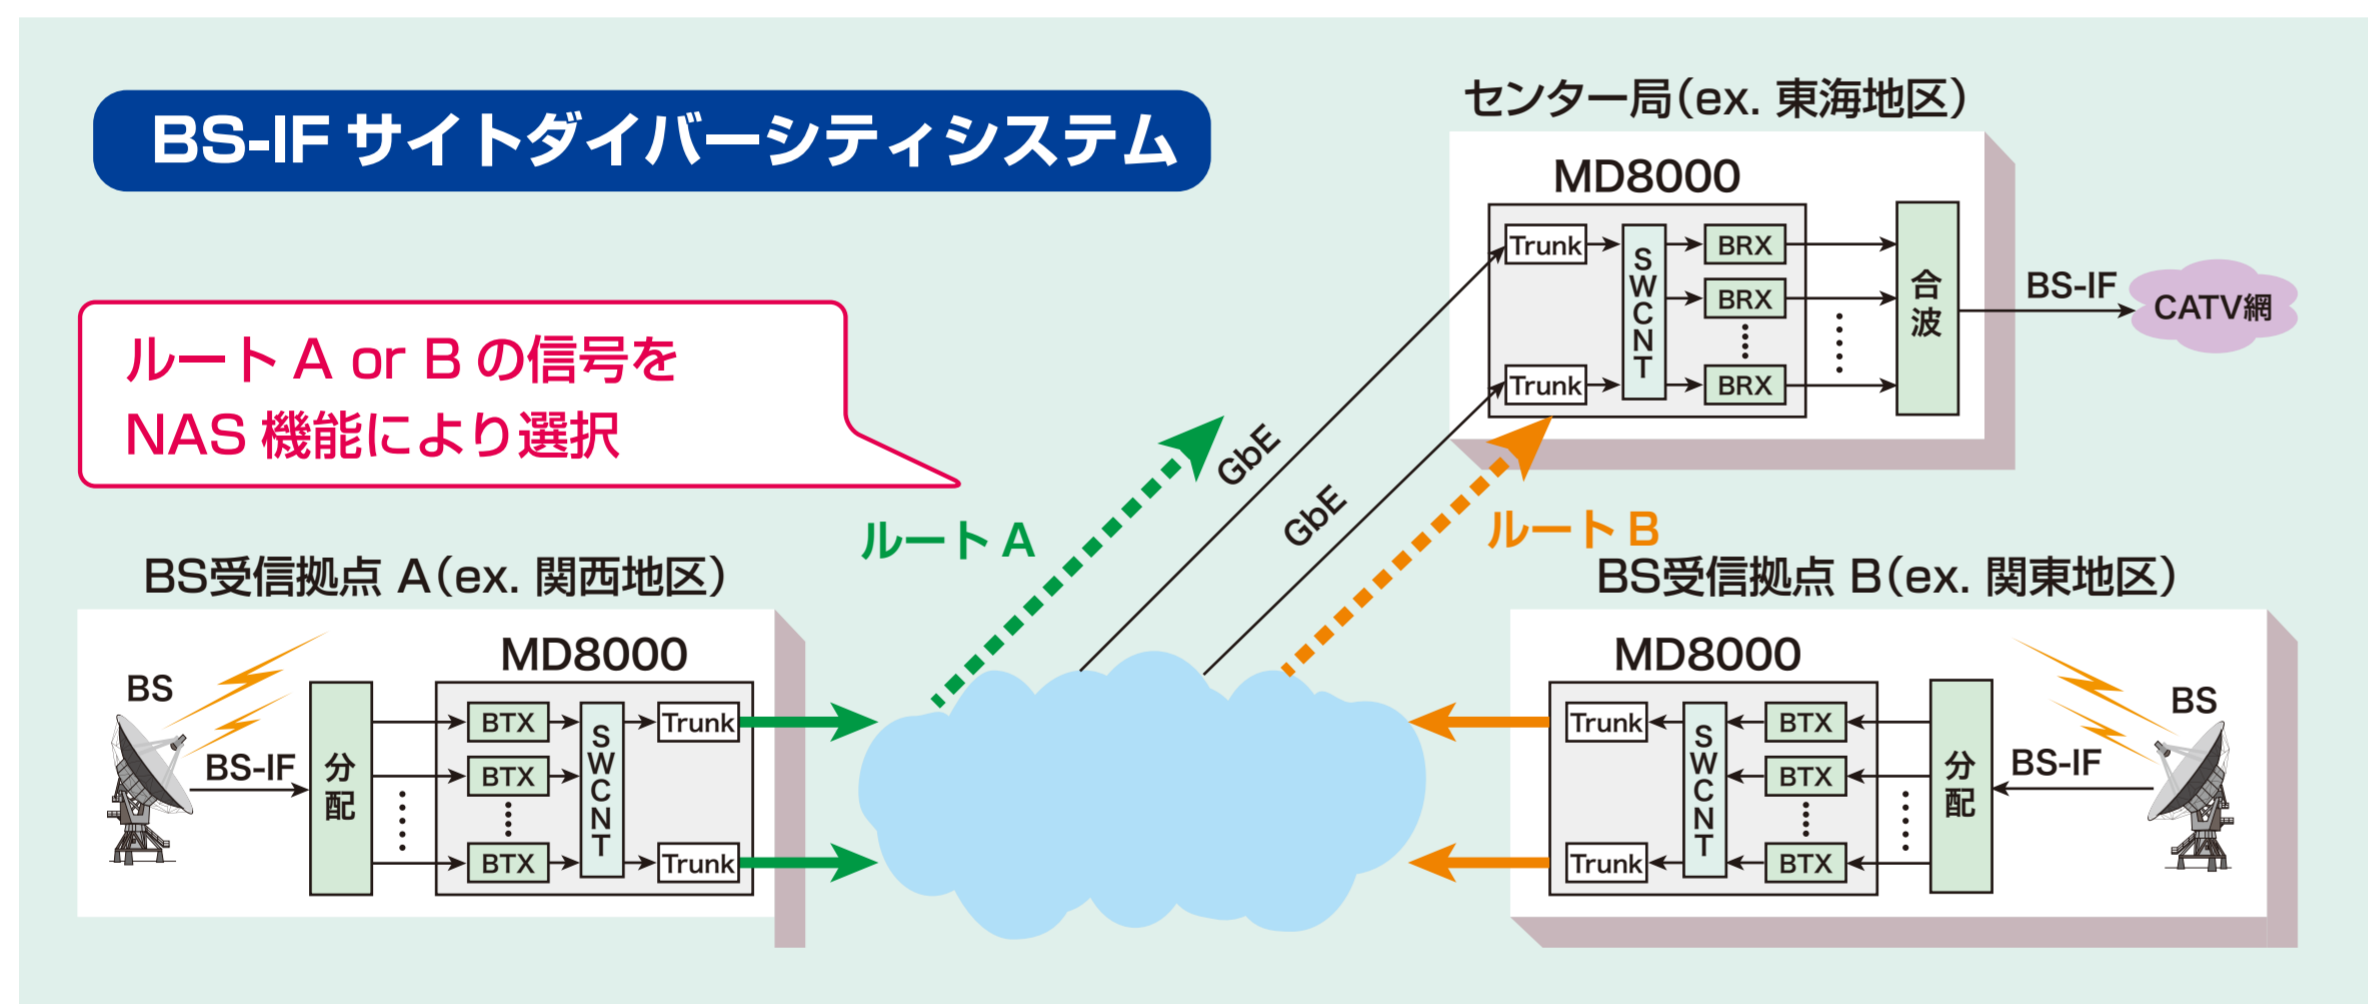 BS-IF サイトダイバーシティシステム
センター局(ex. 東海地区)
MD8000
Trunk
Trunk
SWCNT
BRX
BRX
BRX
合波
BS-IF
CATV網
ルート A or B の信号を
NAS 機能により選択
GbE
GbE
ルート A
ルート B
BS受信拠点 A(ex. 関西地区)
MD8000
BS
BS-IF
分配
BTX
BTX
BTX
SWCNT
Trunk
Trunk
BS受信拠点 B(ex. 関東地区)
MD8000
Trunk
Trunk
SWCNT
BTX
BTX
BTX
分配
BS-IF
BS